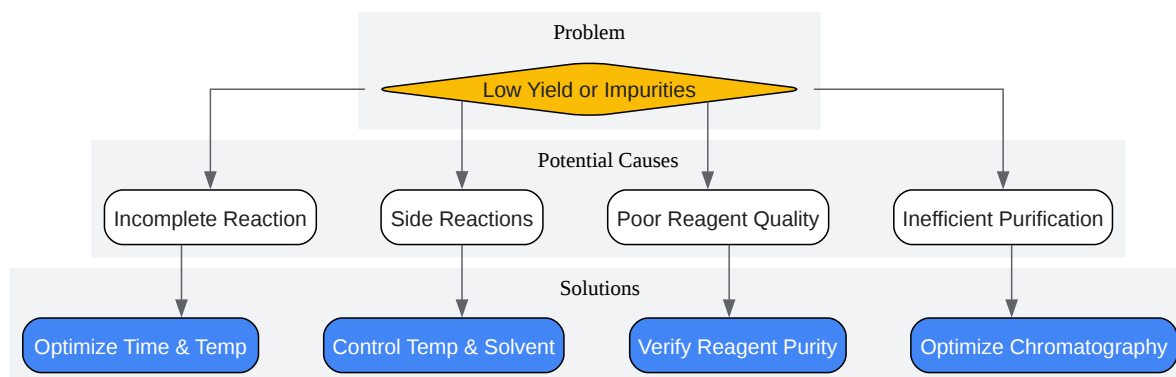 Problem
Low Yield or Impurities
Potential Causes
Incomplete Reaction
Side Reactions
Poor Reagent Quality
Inefficient Purification
Solutions
Optimize Time & Temp
Control Temp & Solvent
Verify Reagent Purity
Optimize Chromatography